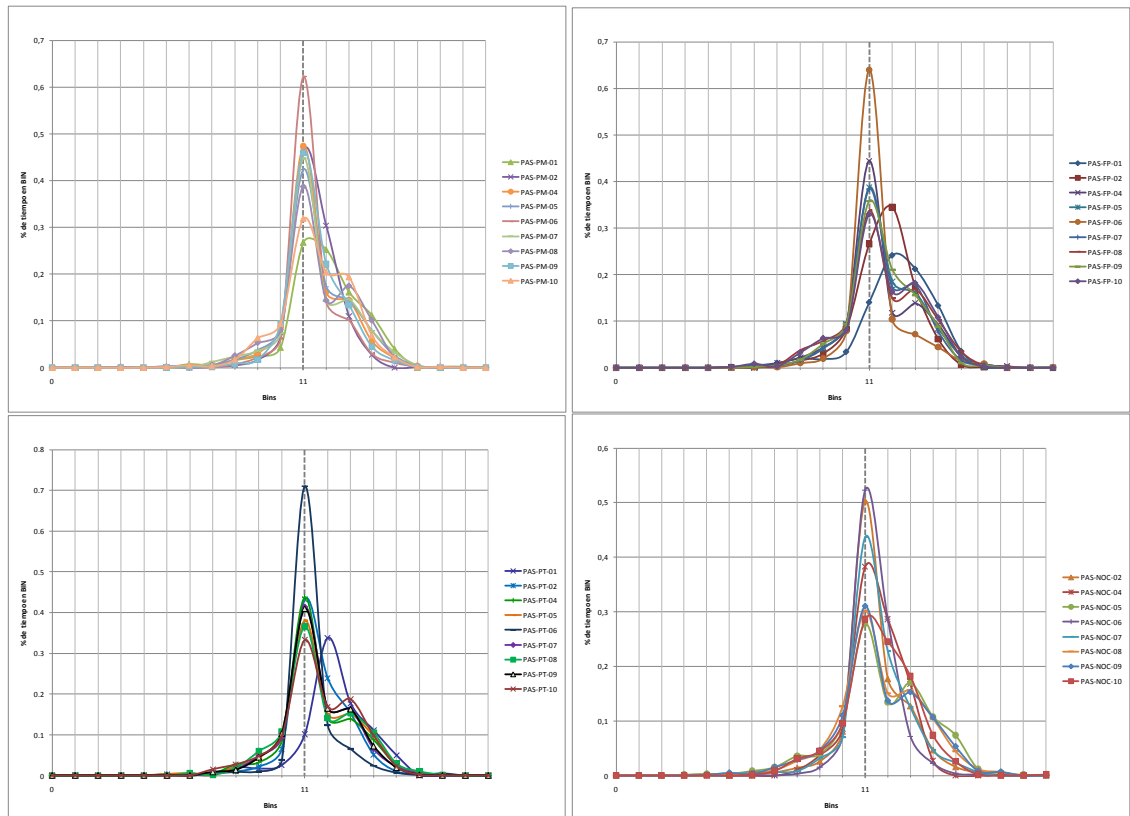 0,7
0,6
0,5
0,4
0,3
0,2
0,1
0
% de tiempo en BIN
0
11
Bins
PAS-PM-01
PAS-PM-02
PAS-PM-04
PAS-PM-05
PAS-PM-06
PAS-PM-07
PAS-PM-08
PAS-PM-09
PAS-PM-10
0,7
0,6
0,5
0,4
0,3
0,2
0,1
0
% de tiempo en BIN
0
11
Bins
PAS-FP-01
PAS-FP-02
PAS-FP-04
PAS-FP-05
PAS-FP-06
PAS-FP-07
PAS-FP-08
PAS-FP-09
PAS-FP-10
0.8
0.7
0.6
0.5
0.4
0.3
0.2
0.1
0
% de tiempo en BIN
0
11
Bins
PAS-PT-01
PAS-PT-02
PAS-PT-04
PAS-PT-05
PAS-PT-06
PAS-PT-07
PAS-PT-08
PAS-PT-09
PAS-PT-10
0,6
0,5
0,4
0,3
0,2
0,1
0
% de tiempo en BIN
0
11
Bins
PAS-NOC-02
PAS-NOC-04
PAS-NOC-05
PAS-NOC-06
PAS-NOC-07
PAS-NOC-08
PAS-NOC-09
PAS-NOC-10